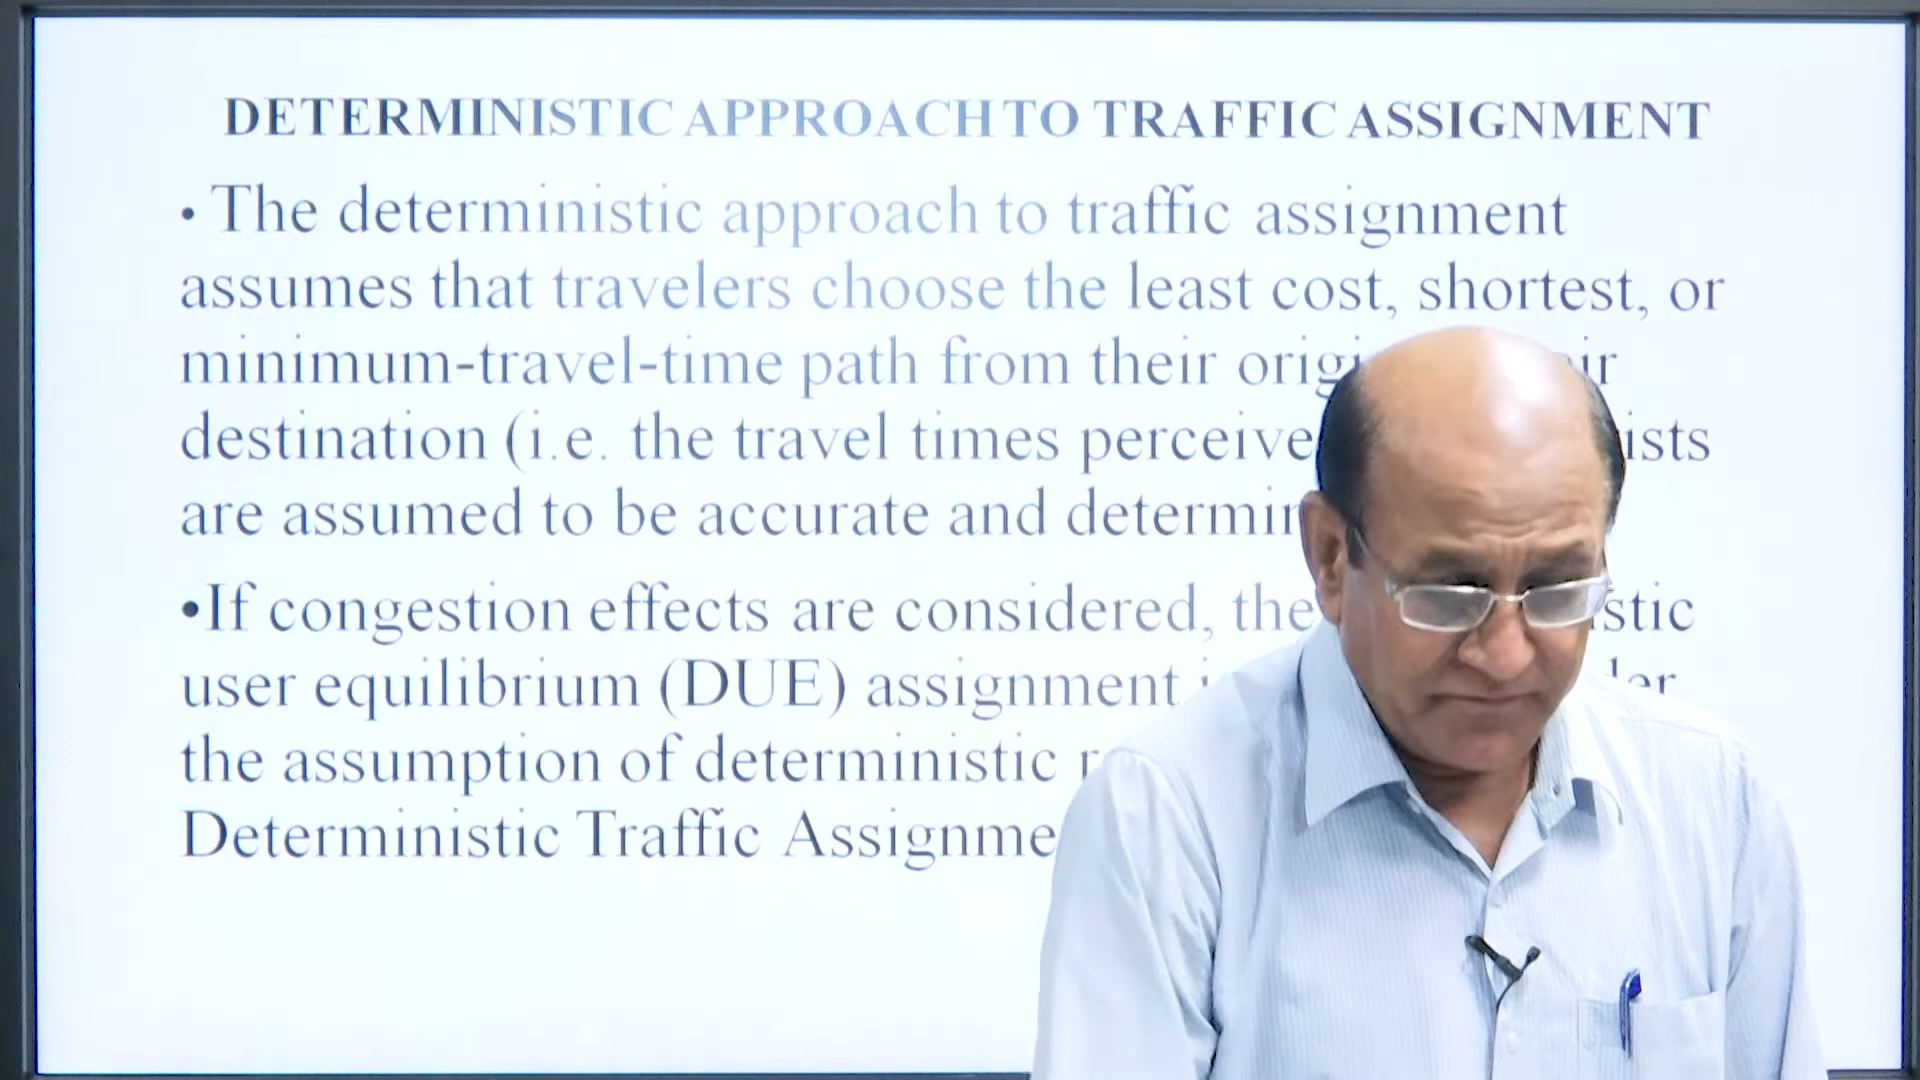 DETERMINISTIC APPROACH TO TRAFFIC ASSIGNMENT
• The deterministic approach to traffic assignment
assumes that travelers choose the least cost, shortest, or
minimum-travel-time path from their
destination (i.e. the travel times
are assumed to be accurate and
•If congestion effects are considered,
user equilibrium (DUE) assignment
the assumption of deterministic
Deterministic Traffic